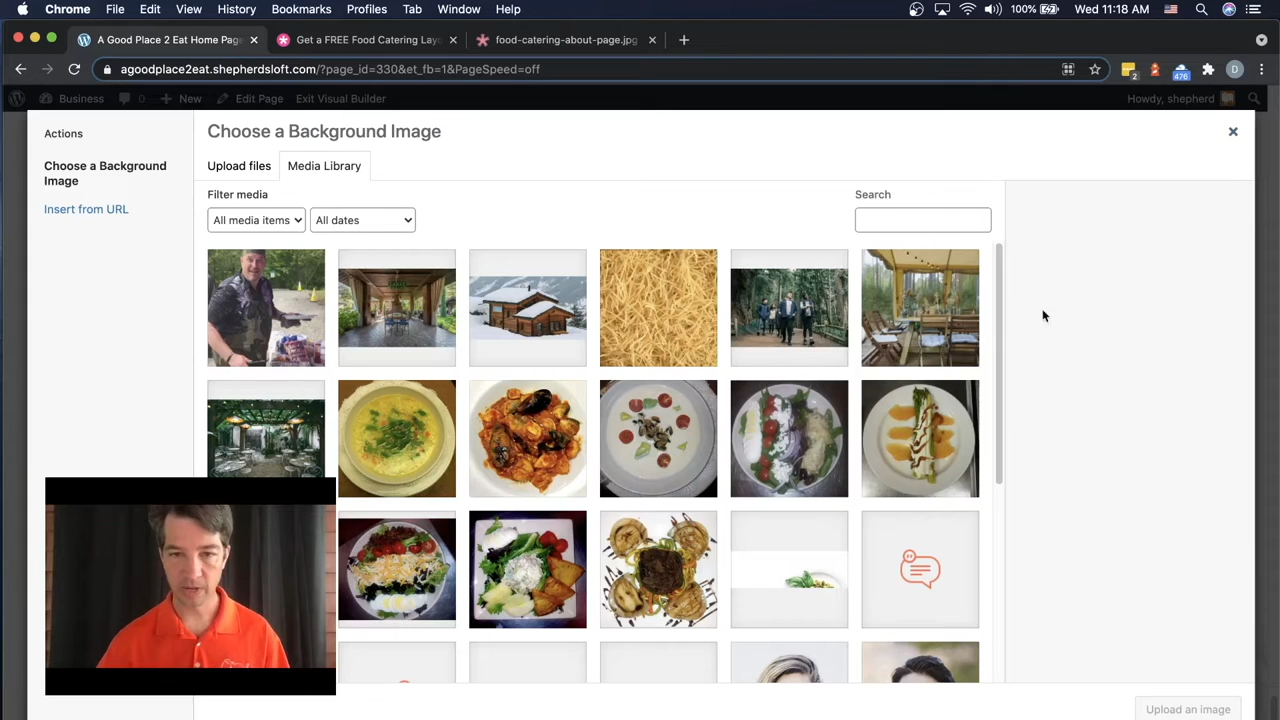 Chrome File Edit View History Bookmarks Profiles Tab Window Help 100% Wed 11:18 AM
A Good Place 2 Eat Home Page Get a FREE Food Catering Layo food-catering-about-page.jpg
agoodplace2eat.shepherdsloft.com/?page_id=330&et_fb=1&PageSpeed=off 2 476 D
Business 0 New Edit Page Exit Visual Builder Howdy, shepherd
Actions
Choose a Background Image
Insert from URL
Choose a Background Image
Upload files Media Library
Filter media Search
All media items All dates
Upload an image